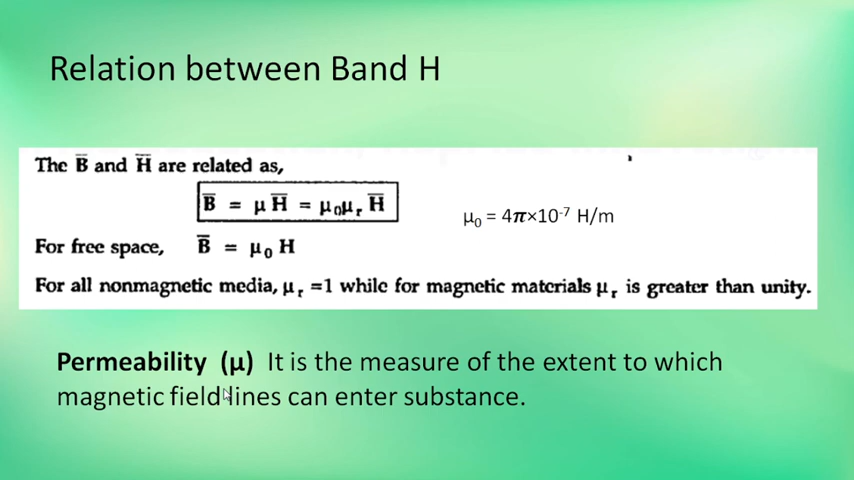 Relation between Band H
The B̅ and H̅ are related as,
B̅ = μ H̅ = μ₀μᵣ H̅
μ₀ = 4π×10⁻⁷ H/m
For free space, B̅ = μ₀ H
For all nonmagnetic media, μᵣ =1 while for magnetic materials μᵣ is greater than unity.
Permeability (μ) It is the measure of the extent to which
magnetic field lines can enter substance.